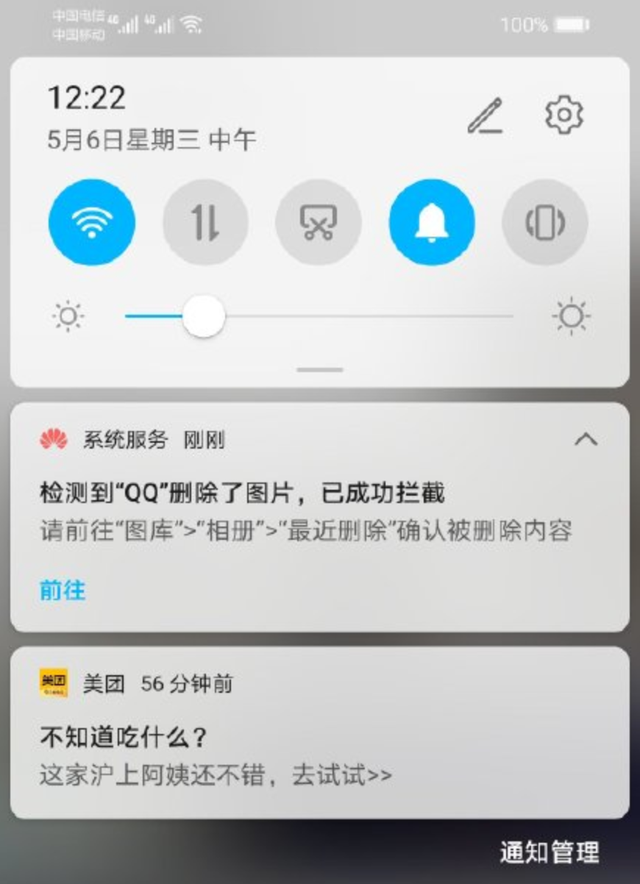 中国电信 4G 4G 100%
中国移动
12:22
5月6日星期三 中午
系统服务 刚刚
检测到“QQ”删除了图片，已成功拦截
请前往“图库”>“相册”>“最近删除”确认被删除内容
前往
美团 美团 56 分钟前
不知道吃什么？
这家沪上阿姨还不错，去试试>>
通知管理